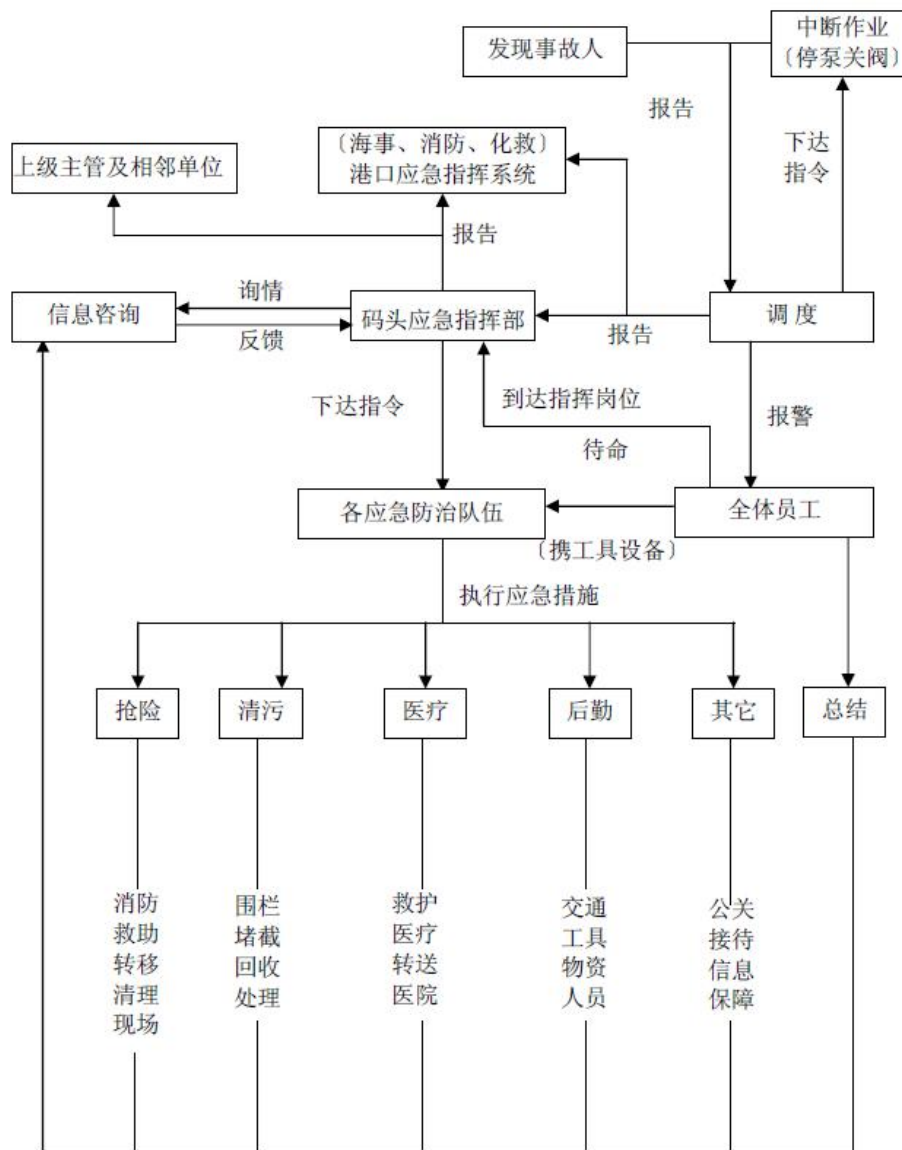 发现事故人
中断作业
〔停泵关阀〕
报告
下达
指令
〔海事、消防、化救〕
港口应急指挥系统
上级主管及相邻单位
报告
询情
信息咨询
反馈
码头应急指挥部
报告
调 度
下达指令
到达指挥岗位
待命
报警
各应急防治队伍
全体员工
〔携工具设备〕
执行应急措施
抢险
清污
医疗
后勤
其它
总结
消防
救助
转移
清理
现场
围栏
堵截
回收
处理
救护
医疗
转送
医院
交通
工具
物资
人员
公关
接待
信息
保障